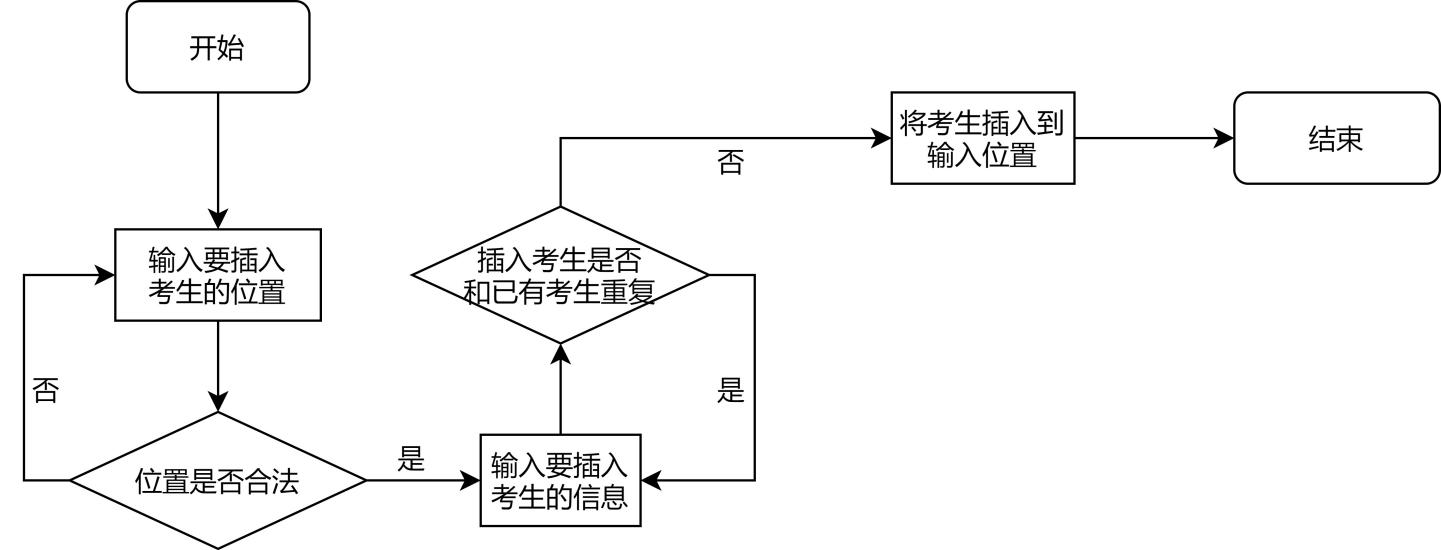 开始
输入要插入
考生的位置
否
位置是否合法
是
输入要插入
考生的信息
插入考生是否
和已有考生重复
是
否
将考生插入到
输入位置
结束